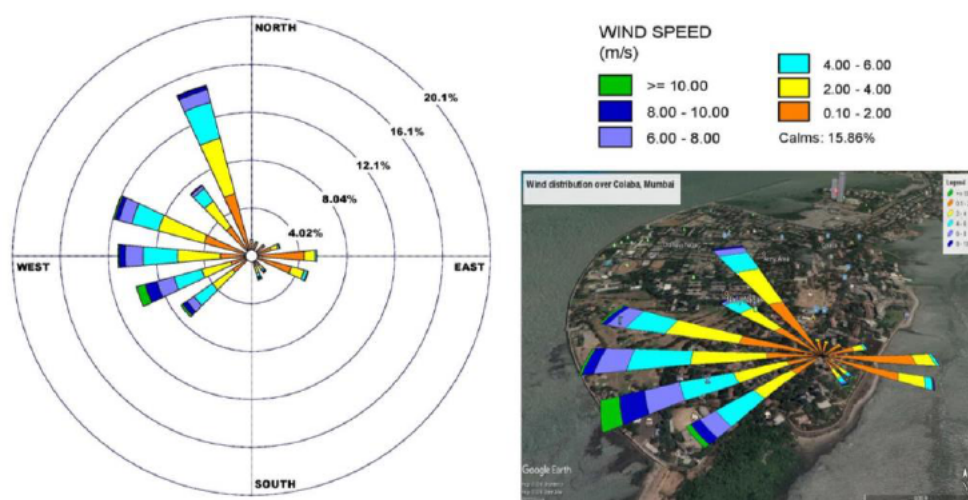 NORTH
20.1%
16.1%
12.1%
8.04%
4.02%
WEST
EAST
SOUTH
WIND SPEED
(m/s)
>= 10.00
8.00 - 10.00
6.00 - 8.00
4.00 - 6.00
2.00 - 4.00
0.10 - 2.00
Calms: 15.86%
Wind distribution over Colaba, Mumbai
Legend
Google Earth